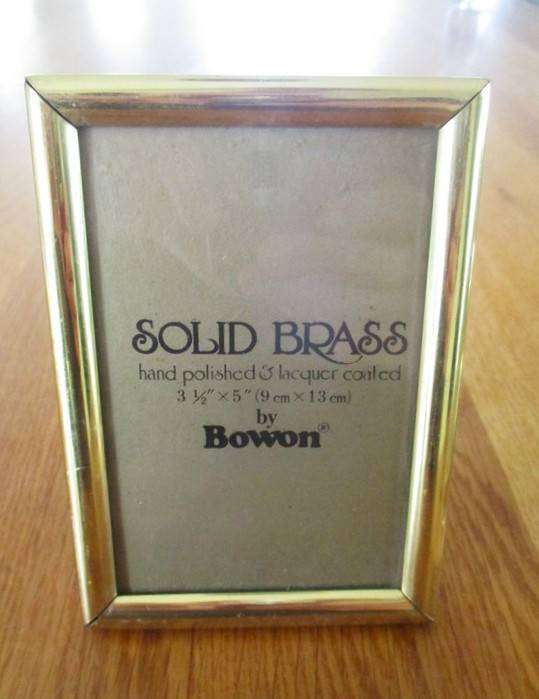 SOLID BRASS
hand polished & lacquer coated
3 ½" × 5" (9 cm × 13 cm)
by
Bowon®